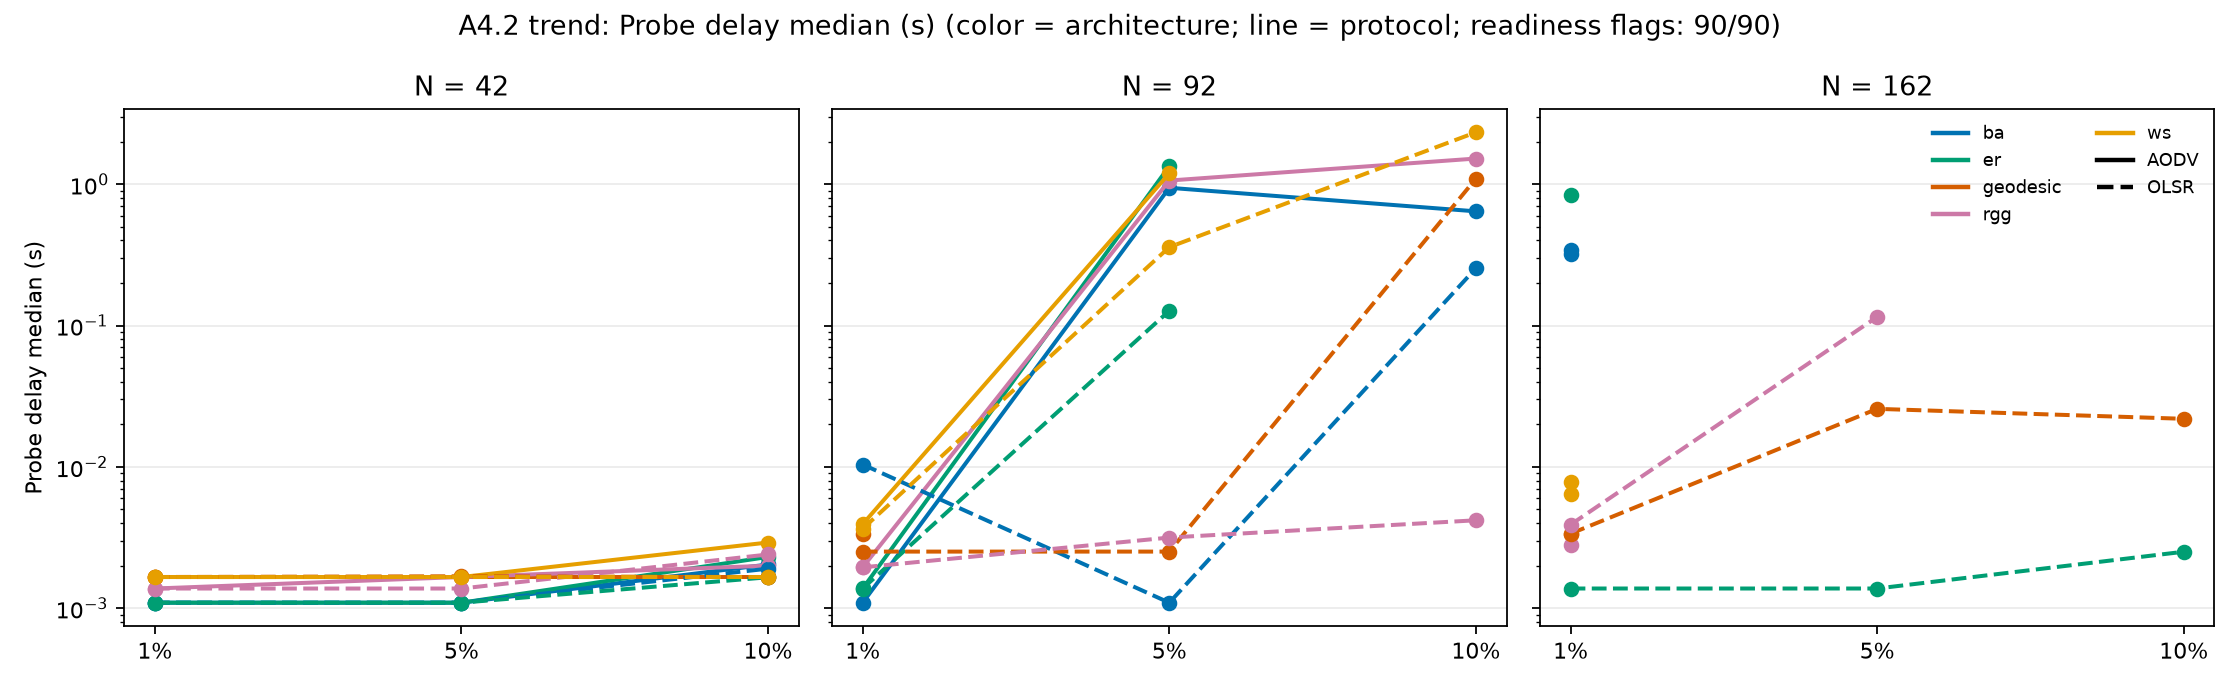 A4.2 trend: Probe delay median (s) (color = architecture; line = protocol; readiness flags: 90/90)
N = 42
N = 92
N = 162
Probe delay median (s)
10⁰
10⁻¹
10⁻²
10⁻³
1%
5%
10%
1%
5%
10%
1%
5%
10%
ba
er
geodesic
rgg
ws
AODV
OLSR